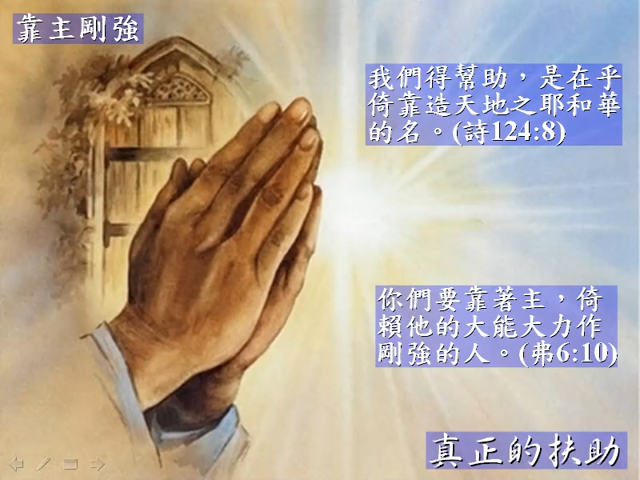 靠主剛強
我們得幫助，是在乎
倚靠造天地之耶和華
的名。(詩124:8)
你們要靠著主，倚
賴他的大能大力作
剛強的人。(弗6:10)
真正的扶助